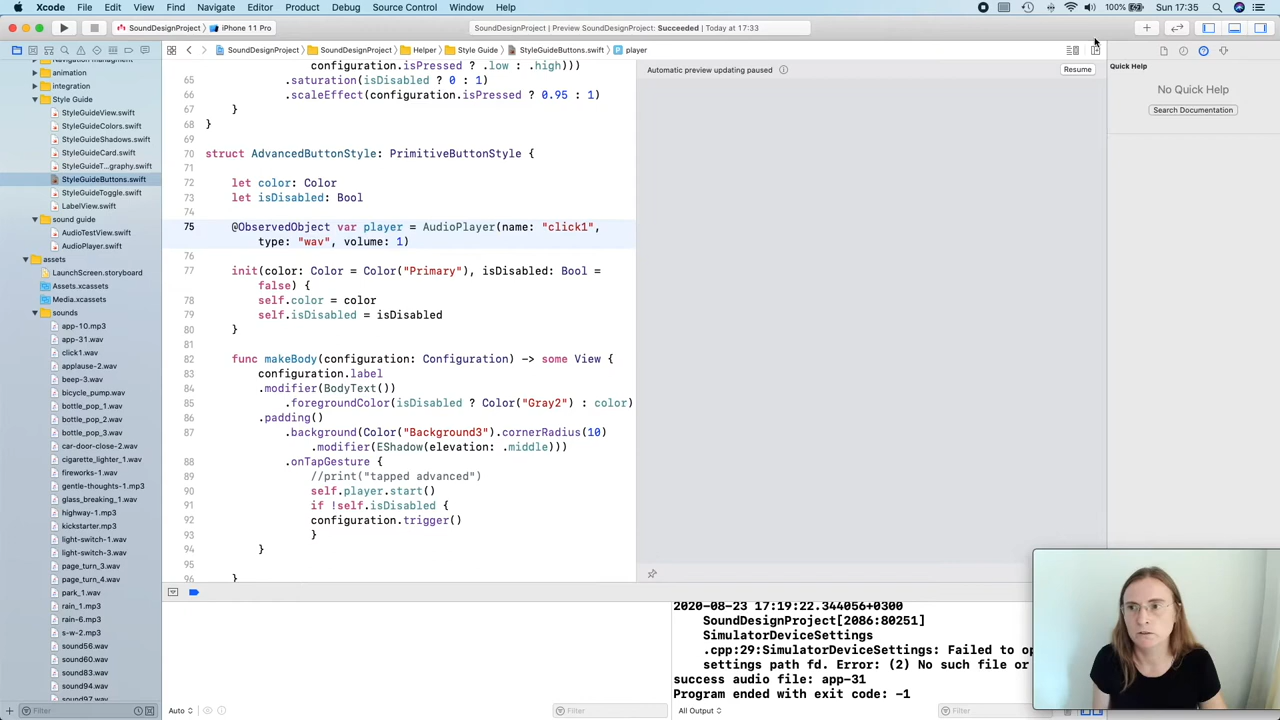 Xcode File Edit View Find Navigate Editor Product Debug Source Control Window Help 100% Sun 17:35
SoundDesignProject iPhone 11 Pro SoundDesignProject | Preview SoundDesignProject: Succeeded | Today at 17:33
SoundDesignProject SoundDesignProject Helper Style Guide StyleGuideButtons.swift player
animation
integration
Style Guide
StyleGuideView.swift
StyleGuideColors.swift
StyleGuideShadows.swift
StyleGuideCard.swift
StyleGuideT...graphy.swift
StyleGuideButtons.swift
StyleGuideToggle.swift
LabelView.swift
sound guide
AudioTestView.swift
AudioPlayer.swift
assets
LaunchScreen.storyboard
Assets.xcassets
Media.xcassets
sounds
app-10.mp3
app-31.wav
click1.wav
applause-2.wav
beep-3.wav
bicycle_pump.wav
bottle_pop_1.wav
bottle_pop_2.wav
bottle_pop_3.wav
car-door-close-2.wav
cigarette_lighter_1.wav
fireworks-1.wav
gentle-thoughts-1.mp3
glass_breaking_1.wav
highway-1.mp3
kickstarter.mp3
light-switch-1.wav
light-switch-3.wav
page_turn_3.wav
page_turn_4.wav
park_1.wav
rain_1.mp3
rain-6.mp3
s-w-2.mp3
sound56.wav
sound60.wav
sound83.wav
sound94.wav
sound97.wav
Filter
configuration.isPressed ? .low : .high)))
65 .saturation(isDisabled ? 0 : 1)
66 .scaleEffect(configuration.isPressed ? 0.95 : 1)
67 }
68 }
69
70 struct AdvancedButtonStyle: PrimitiveButtonStyle {
71
72 let color: Color
73 let isDisabled: Bool
74
75 @ObservedObject var player = AudioPlayer(name: "click1",
type: "wav", volume: 1)
76
77 init(color: Color = Color("Primary"), isDisabled: Bool =
false) {
78 self.color = color
79 self.isDisabled = isDisabled
80 }
81
82 func makeBody(configuration: Configuration) -> some View {
83 configuration.label
84 .modifier(BodyText())
85 .foregroundColor(isDisabled ? Color("Gray2") : color)
86 .padding()
87 .background(Color("Background3").cornerRadius(10)
.modifier(EShadow(elevation: .middle)))
88 .onTapGesture {
89 //print("tapped advanced")
90 self.player.start()
91 if !self.isDisabled {
92 configuration.trigger()
93 }
94 }
95
96 }
Automatic preview updating paused Resume
Quick Help
No Quick Help
Search Documentation
2020-08-23 17:19:22.344056+0300
SoundDesignProject[2086:80251]
SimulatorDeviceSettings
.cpp:29:SimulatorDeviceSettings: Failed to
settings path fd. Error: (2) No such file or
success audio file: app-31
Program ended with exit code: -1
Auto Filter All Output Filter